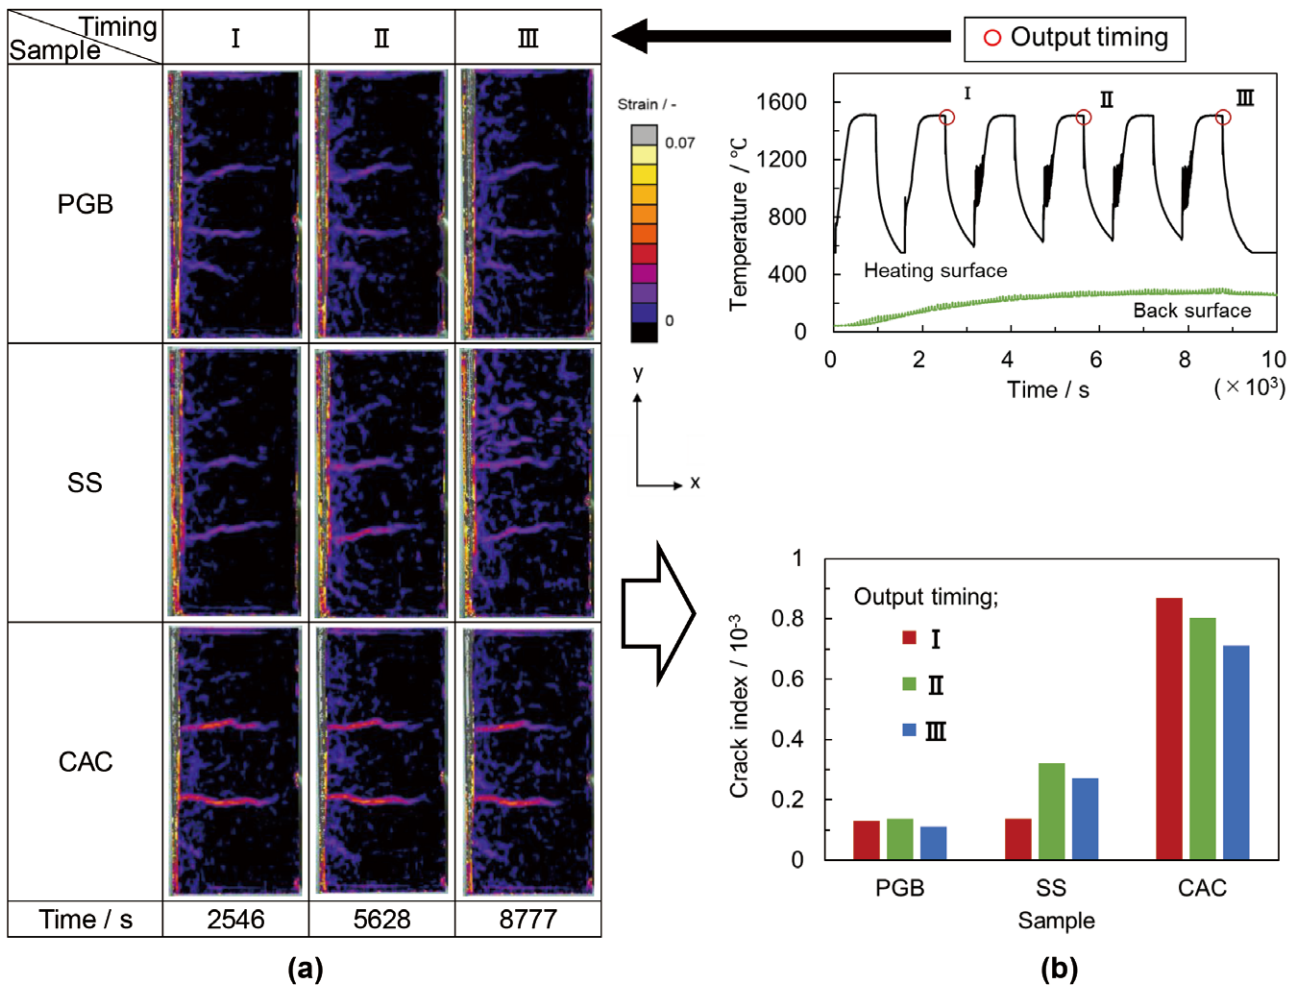 Timing
Sample
Ⅰ
Ⅱ
Ⅲ
PGB
SS
CAC
Time / s
2546
5628
8777
(a)
Strain / -
0.07
0
y
x
Output timing
Temperature / ℃
1600
1200
800
400
0
Ⅰ
Ⅱ
Ⅲ
Heating surface
Back surface
0
2
4
6
8
10
Time / s
(×10³)
Crack index / 10⁻³
1
0.8
0.6
0.4
0.2
0
Output timing;
Ⅰ
Ⅱ
Ⅲ
PGB
SS
CAC
Sample
(b)